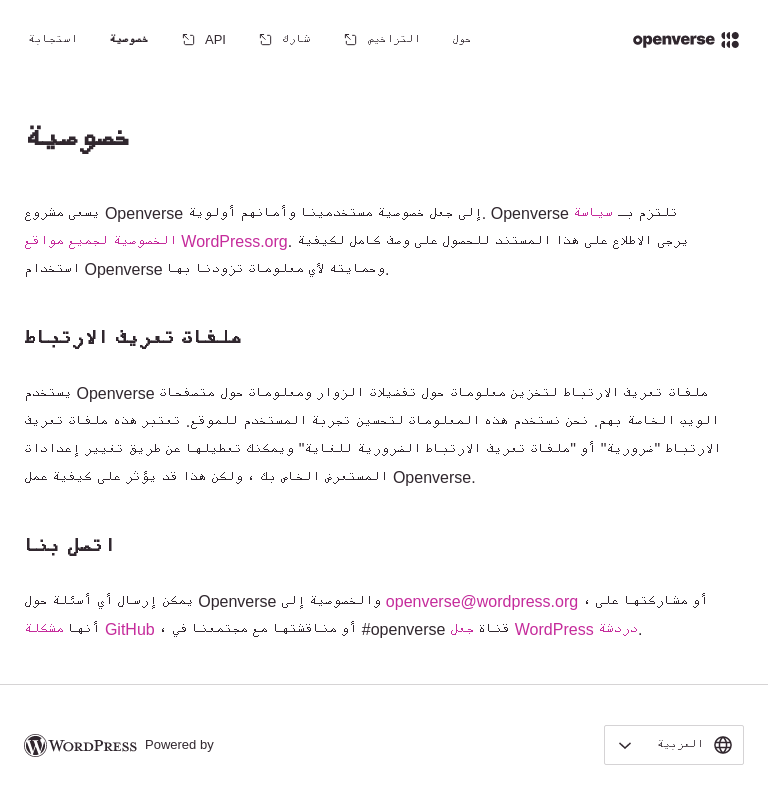 openverse
حول
التراخيص
شارك
API
خصوصية
استجابة
خصوصية
يسعى مشروع Openverse إلى جعل خصوصية مستخدمينا وأمانهم أولوية. Openverse تلتزم بـ سياسة
الخصوصية لجميع مواقع WordPress.org. يرجى الاطلاع على هذا المستند للحصول على وصف كامل لكيفية
استخدام Openverse وحمايته لأي معلومات تزودنا بها.
ملفات تعريف الارتباط
يستخدم Openverse ملفات تعريف الارتباط لتخزين معلومات حول تفضيلات الزوار ومعلومات حول متصفحات
الويب الخاصة بهم. نحن نستخدم هذه المعلومات لتحسين تجربة المستخدم للموقع. تعتبر هذه ملفات تعريف
الارتباط "ضرورية" أو "ملفات تعريف الارتباط الضرورية للغاية" ويمكنك تعطيلها عن طريق تغيير إعدادات
المستعرض الخاص بك ، ولكن هذا قد يؤثر على كيفية عمل Openverse.
اتصل بنا
يمكن إرسال أي أسئلة حول Openverse والخصوصية إلى openverse@wordpress.org ، أو مشاركتها على
أنها مشكلة GitHub ، أو مناقشتها مع مجتمعنا في #openverse قناة جعل WordPress دردشة.
Powered by WORDPRESS
العربية